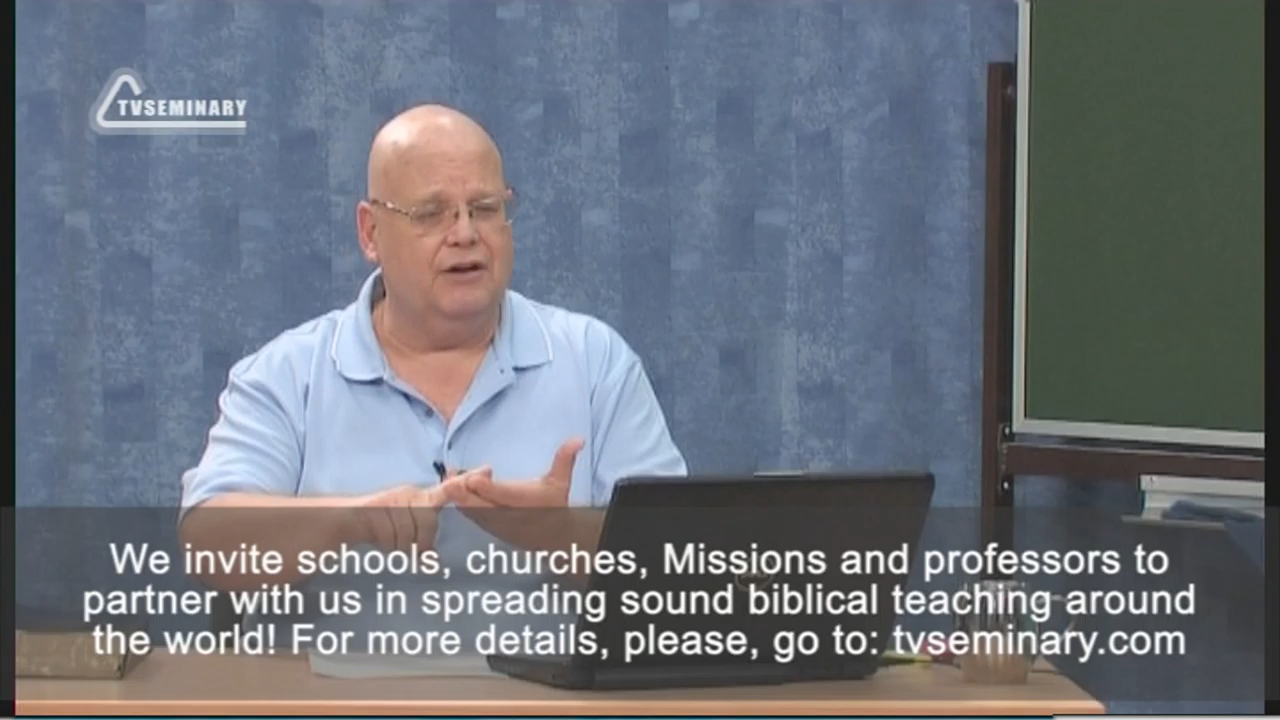 TVSEMINARY
We invite schools, churches, Missions and professors to
partner with us in spreading sound biblical teaching around
the world! For more details, please, go to: tvseminary.com